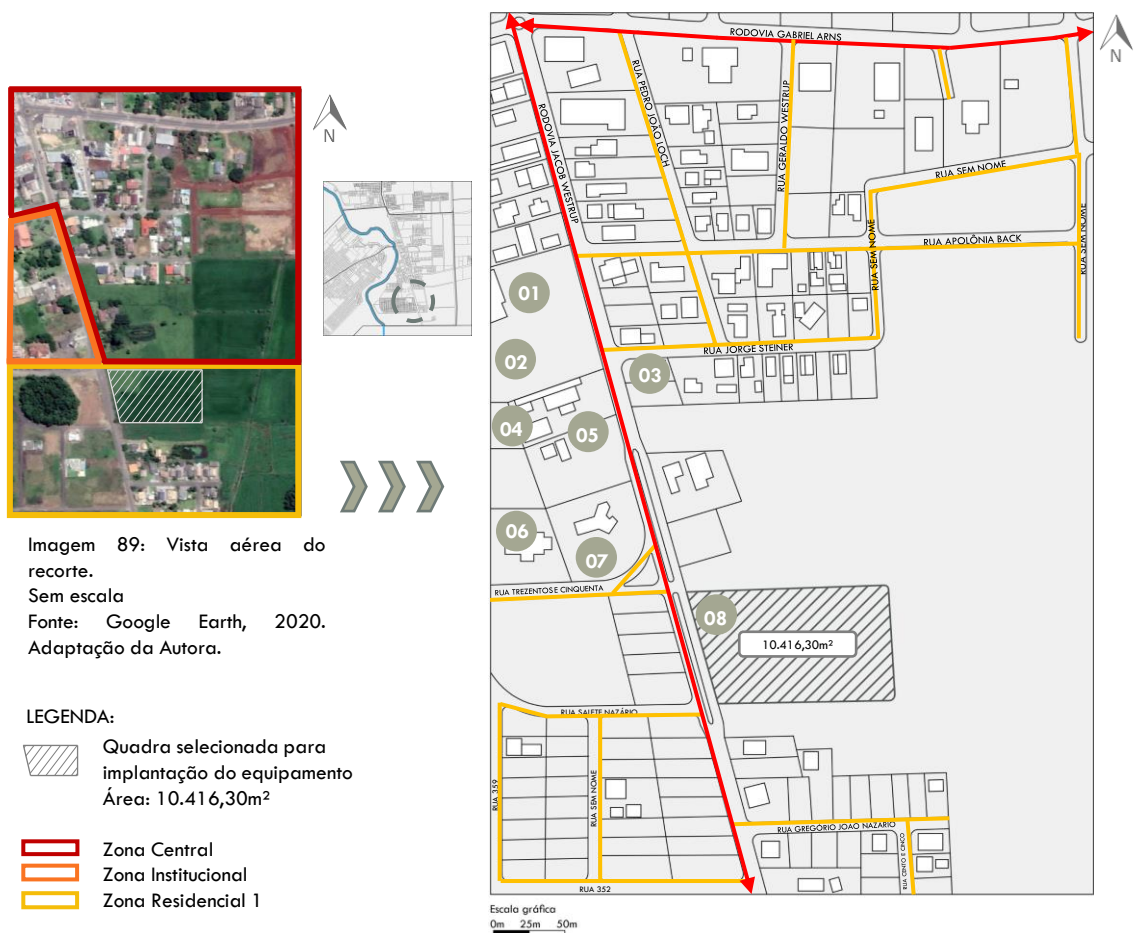 N
Imagem 89: Vista aérea do
recorte.
Sem escala
Fonte: Google Earth, 2020.
Adaptação da Autora.
LEGENDA:
Quadra selecionada para
implantação do equipamento
Área: 10.416,30m²
Zona Central
Zona Institucional
Zona Residencial 1
N
RODOVIA GABRIEL ARNS
RODOVIA JACOB WESTRUP
RUA PEDRO JOÃO LOCH
RUA GERALDO WESTRUP
RUA SEM NOME
RUA APOLÔNIA BACK
RUA SEM NOME
RUA SEM NOME
RUA JORGE STEINER
01
02
03
04
05
06
07
RUA TREZENTOS E CINQUENTA
08
10.416,30m²
RUA SALETE NAZÁRIO
RUA 359
RUA SEM NOME
RUA GREGÓRIO JOAO NAZARIO
RUA CENTO E CINCO
RUA 352
Escala gráfica
0m 25m 50m